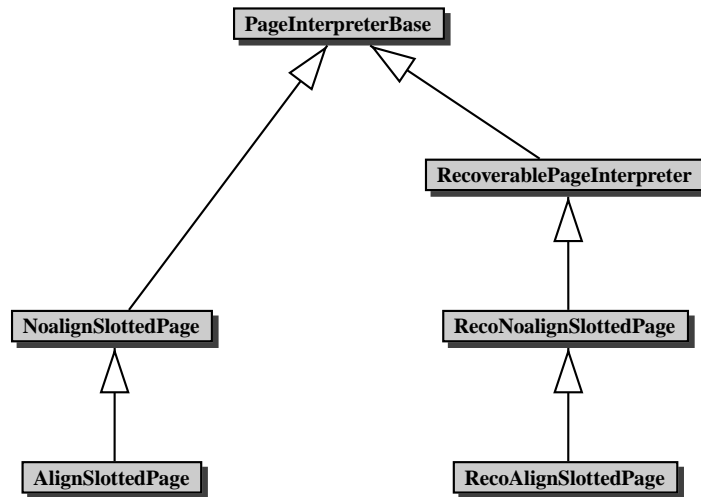 PageInterpreterBase
RecoverablePageInterpreter
NoalignSlottedPage
RecoNoalignSlottedPage
AlignSlottedPage
RecoAlignSlottedPage